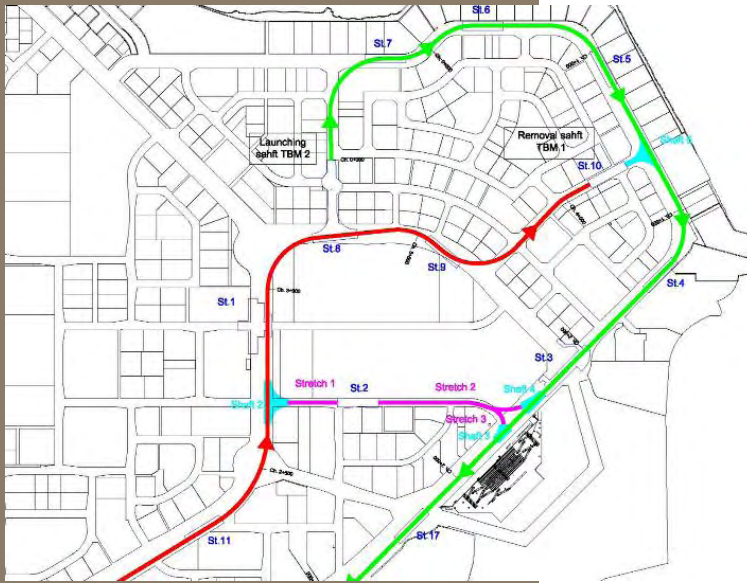 St.6
St.7
St.5
Launching
sahft TBM 2
Removal sahft
TBM 1
Shaft 5
St.10
St.8
St.9
St.4
St.1
St.3
Stretch 1
St.2
Stretch 2
Shaft 4
Shaft 2
Stretch 3
Shaft 3
St.11
St.17